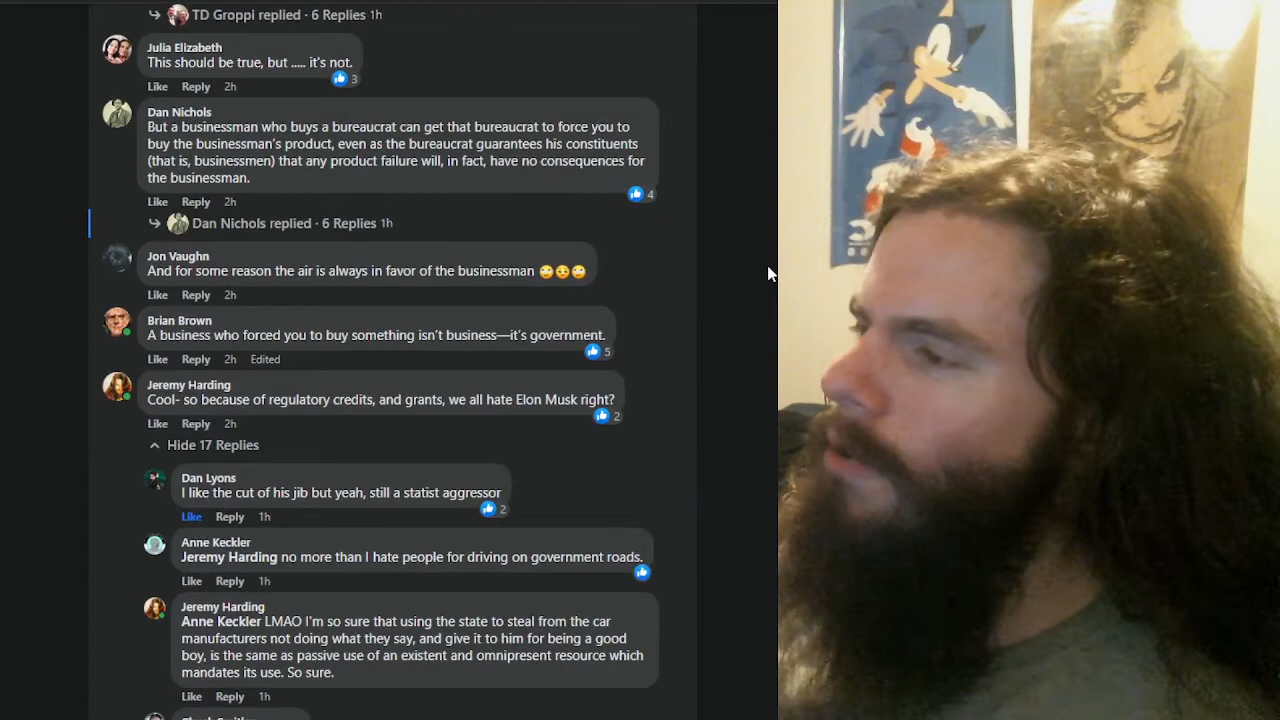 TD Groppi replied · 6 Replies 1h
Julia Elizabeth
This should be true, but ..... it's not.
3
Like Reply 2h
Dan Nichols
But a businessman who buys a bureaucrat can get that bureaucrat to force you to
buy the businessman's product, even as the bureaucrat guarantees his constituents
(that is, businessmen) that any product failure will, in fact, have no consequences for
the businessman.
4
Like Reply 2h
Dan Nichols replied · 6 Replies 1h
Jon Vaughn
And for some reason the air is always in favor of the businessman 🙄😒🙄
Like Reply 2h
Brian Brown
A business who forced you to buy something isn't business—it's government.
5
Like Reply 2h Edited
Jeremy Harding
Cool- so because of regulatory credits, and grants, we all hate Elon Musk right?
2
Like Reply 2h
Hide 17 Replies
Dan Lyons
I like the cut of his jib but yeah, still a statist aggressor
2
Like Reply 1h
Anne Keckler
Jeremy Harding no more than I hate people for driving on government roads.
Like Reply 1h
Jeremy Harding
Anne Keckler LMAO I'm so sure that using the state to steal from the car
manufacturers not doing what they say, and give it to him for being a good
boy, is the same as passive use of an existent and omnipresent resource which
mandates its use. So sure.
Like Reply 1h